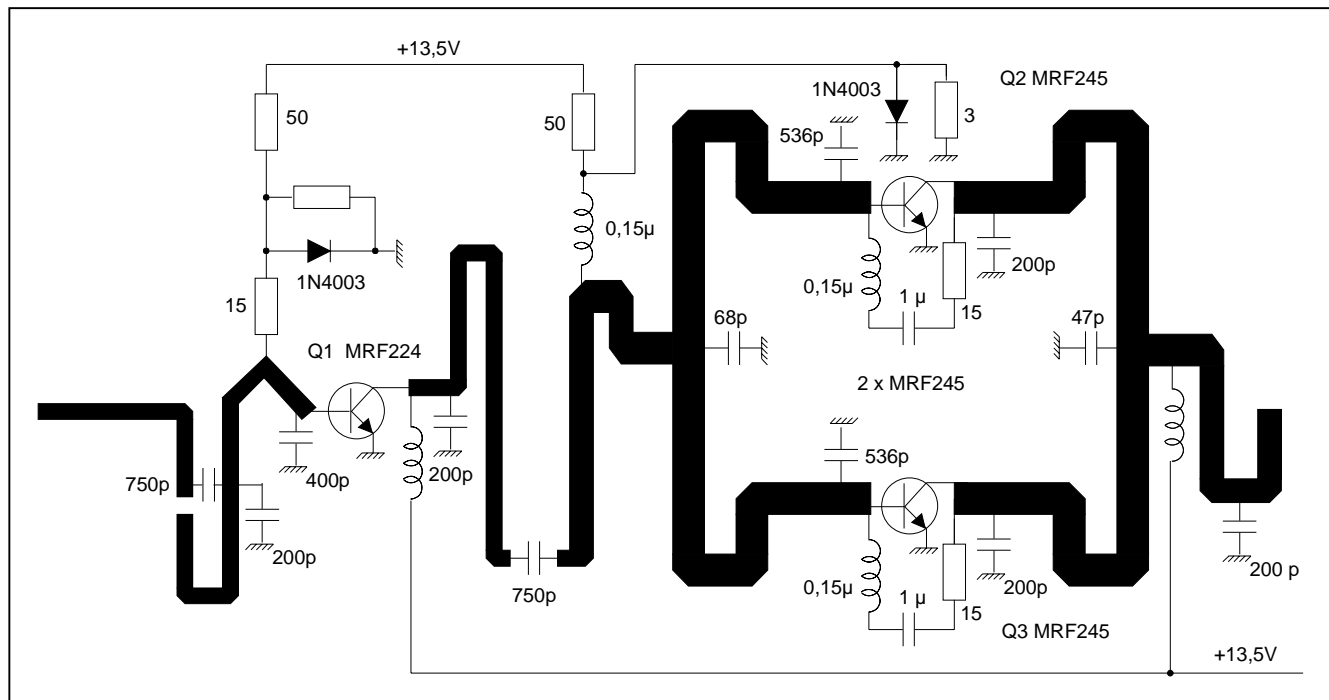 +13,5V
Q2 MRF245
1N4003
50
50
3
536p
0,15µ
200p
1N4003
0,15µ
1 µ
15
15
68p
47p
Q1 MRF224
2 x MRF245
536p
750p
400p
200p
200p
200p
0,15µ
1 µ
15
750p
200 p
Q3 MRF245
+13,5V